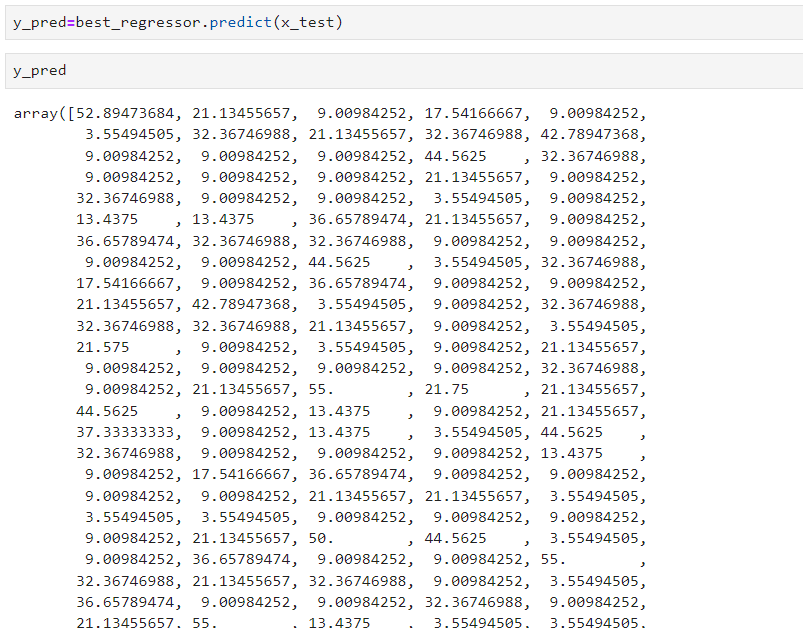 y_pred=best_regressor.predict(x_test)
y_pred
array([52.89473684, 21.13455657,  9.00984252, 17.54166667,  9.00984252,
        3.55494505, 32.36746988, 21.13455657, 32.36746988, 42.78947368,
        9.00984252,  9.00984252,  9.00984252, 44.5625    , 32.36746988,
        9.00984252,  9.00984252,  9.00984252, 21.13455657,  9.00984252,
       32.36746988,  9.00984252,  9.00984252,  3.55494505,  9.00984252,
       13.4375    , 13.4375    , 36.65789474, 21.13455657,  9.00984252,
       36.65789474, 32.36746988, 32.36746988,  9.00984252,  9.00984252,
        9.00984252,  9.00984252, 44.5625    ,  3.55494505, 32.36746988,
       17.54166667,  9.00984252, 36.65789474,  9.00984252,  9.00984252,
       21.13455657, 42.78947368,  3.55494505,  9.00984252, 32.36746988,
       32.36746988, 32.36746988, 21.13455657,  9.00984252,  3.55494505,
       21.575     ,  9.00984252,  3.55494505,  9.00984252, 21.13455657,
        9.00984252,  9.00984252,  9.00984252,  9.00984252, 32.36746988,
        9.00984252, 21.13455657, 55.        , 21.75      , 21.13455657,
       44.5625    ,  9.00984252, 13.4375    ,  9.00984252, 21.13455657,
       37.33333333,  9.00984252, 13.4375    ,  3.55494505, 44.5625    ,
       32.36746988,  9.00984252,  9.00984252,  9.00984252, 13.4375    ,
        9.00984252, 17.54166667, 36.65789474,  9.00984252,  9.00984252,
        9.00984252,  9.00984252, 21.13455657, 21.13455657,  3.55494505,
        3.55494505,  3.55494505,  9.00984252,  9.00984252,  9.00984252,
        9.00984252, 21.13455657, 50.        , 44.5625    ,  3.55494505,
        9.00984252, 36.65789474,  9.00984252,  9.00984252, 55.        ,
       32.36746988, 21.13455657, 32.36746988,  9.00984252,  3.55494505,
       36.65789474,  9.00984252,  9.00984252, 32.36746988,  9.00984252,
       21.13455657, 55.        , 13.4375    ,  3.55494505,  3.55494505,